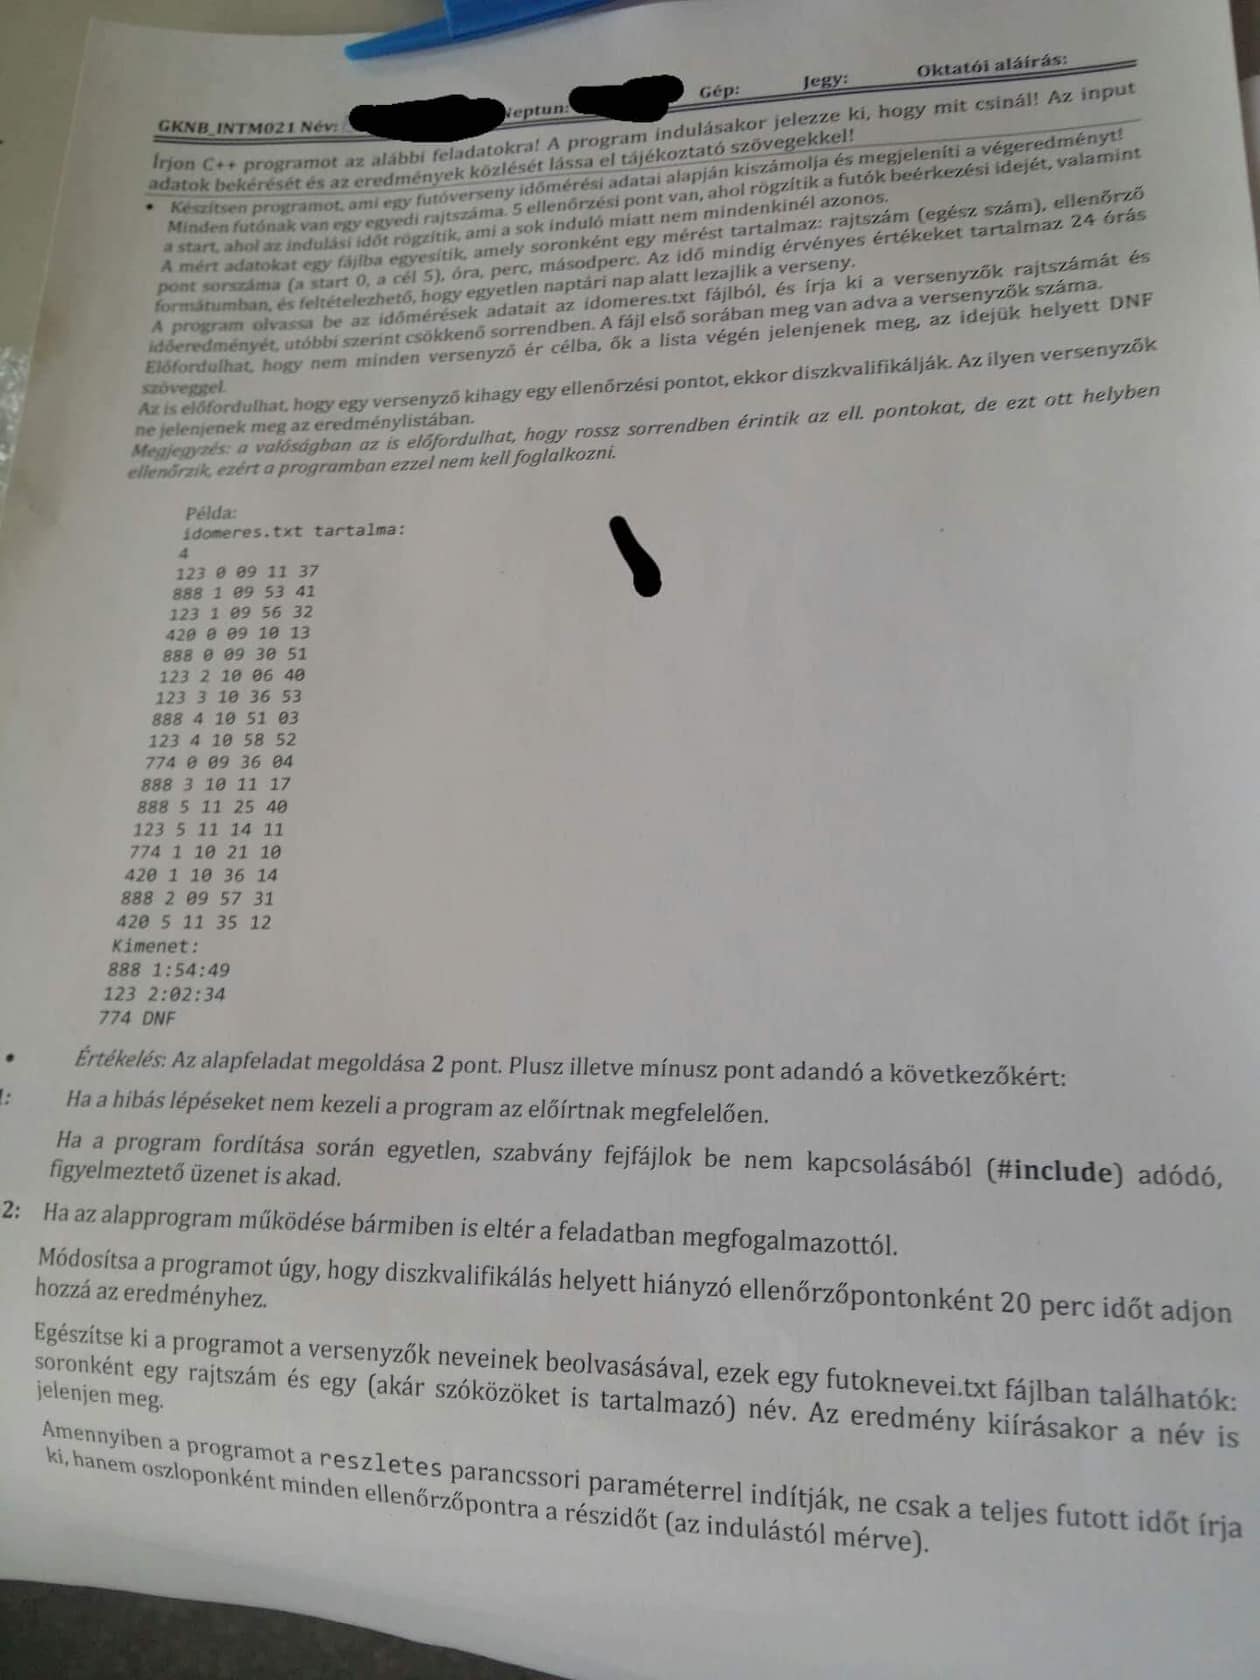 GKNB_INTM021 Név: Neptun: Gép: Jegy: Oktatói aláírás:
Írjon C++ programot az alábbi feladatokra! A program indulásakor jelezze ki, hogy mit csinál! Az input
adatok bekérését és az eredmények közlését lássa el tájékoztató szövegekkel!
• Készítsen programot, ami egy futóverseny időmérési adatai alapján kiszámolja és megjeleníti a végeredményt!
Minden futónak van egy egyedi rajtszáma. 5 ellenőrzési pont van, ahol rögzítik a futók beérkezési idejét, valamint
a start, ahol az indulási időt rögzítik, ami a sok induló miatt nem mindenkinél azonos.
A mért adatokat egy fájlba egyesítik, amely soronként egy mérést tartalmaz: rajtszám (egész szám), ellenőrző
pont sorszáma (a start 0, a cél 5), óra, perc, másodperc. Az idő mindig érvényes értékeket tartalmaz 24 órás
formátumban, és feltételezhető, hogy egyetlen naptári nap alatt lezajlik a verseny.
A program olvassa be az időmérések adatait az idomeres.txt fájlból, és írja ki a versenyzők rajtszámát és
időeredményét, utóbbi szerint csökkenő sorrendben. A fájl első sorában meg van adva a versenyzők száma.
Előfordulhat, hogy nem minden versenyző ér célba, ők a lista végén jelenjenek meg, az idejük helyett DNF
szöveggel.
Az is előfordulhat, hogy egy versenyző kihagy egy ellenőrzési pontot, ekkor diszkvalifikálják. Az ilyen versenyzők
ne jelenjenek meg az eredménylistában.
Megjegyzés: a valóságban az is előfordulhat, hogy rossz sorrendben érintik az ell. pontokat, de ezt ott helyben
ellenőrzik, ezért a programban ezzel nem kell foglalkozni.
Példa:
idomeres.txt tartalma:
4
123 0 09 11 37
888 1 09 53 41
123 1 09 56 32
420 0 09 10 13
888 0 09 30 51
123 2 10 06 40
123 3 10 36 53
888 4 10 51 03
123 4 10 58 52
774 0 09 36 04
888 3 10 11 17
888 5 11 25 40
123 5 11 14 11
774 1 10 21 10
420 1 10 36 14
888 2 09 57 31
420 5 11 35 12
Kimenet:
888 1:54:49
123 2:02:34
774 DNF
• Értékelés: Az alapfeladat megoldása 2 pont. Plusz illetve mínusz pont adandó a következőkért:
Ha a hibás lépéseket nem kezeli a program az előírtnak megfelelően.
Ha a program fordítása során egyetlen, szabvány fejfájlok be nem kapcsolásából (#include) adódó,
figyelmeztető üzenet is akad.
2: Ha az alapprogram működése bármiben is eltér a feladatban megfogalmazottól.
Módosítsa a programot úgy, hogy diszkvalifikálás helyett hiányzó ellenőrzőpontonként 20 perc időt adjon
hozzá az eredményhez.
Egészítse ki a programot a versenyzők neveinek beolvasásával, ezek egy futoknevei.txt fájlban találhatók:
soronként egy rajtszám és egy (akár szóközöket is tartalmazó) név. Az eredmény kiírásakor a név is
jelenjen meg.
Amennyiben a programot a reszletes parancssori paraméterrel indítják, ne csak a teljes futott időt írja
ki, hanem oszloponként minden ellenőrzőpontra a részidőt (az indulástól mérve).